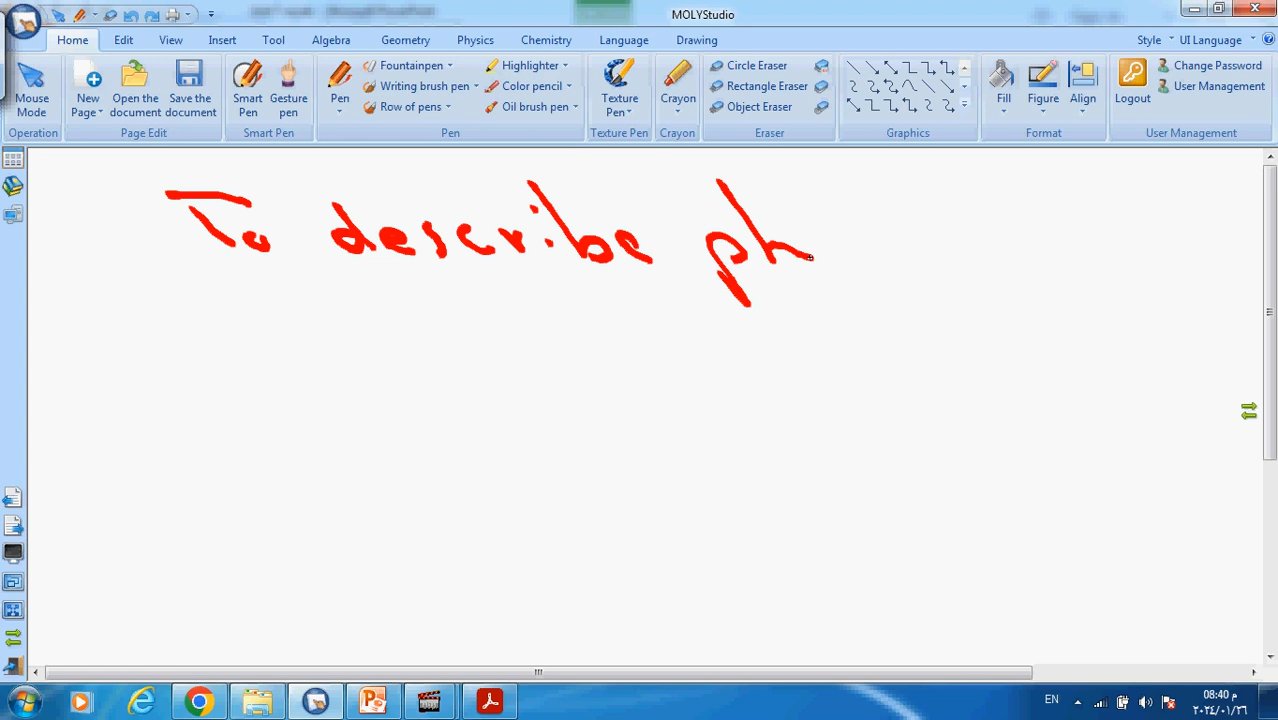 MOLYStudio
Home Edit View Insert Tool Algebra Geometry Physics Chemistry Language Drawing Style UI Language
Mouse Mode
Operation
New Page
Open the document
Save the document
Page Edit
Smart Pen
Gesture pen
Smart Pen
Pen
Fountainpen
Writing brush pen
Row of pens
Highlighter
Color pencil
Oil brush pen
Pen
Texture Pen
Texture Pen
Crayon
Crayon
Circle Eraser
Rectangle Eraser
Object Eraser
Eraser
Graphics
Fill
Figure
Align
Format
Logout
Change Password
User Management
User Management
To describe ph
EN
08:40 م
٢٠٢٤/٠١/٢٦